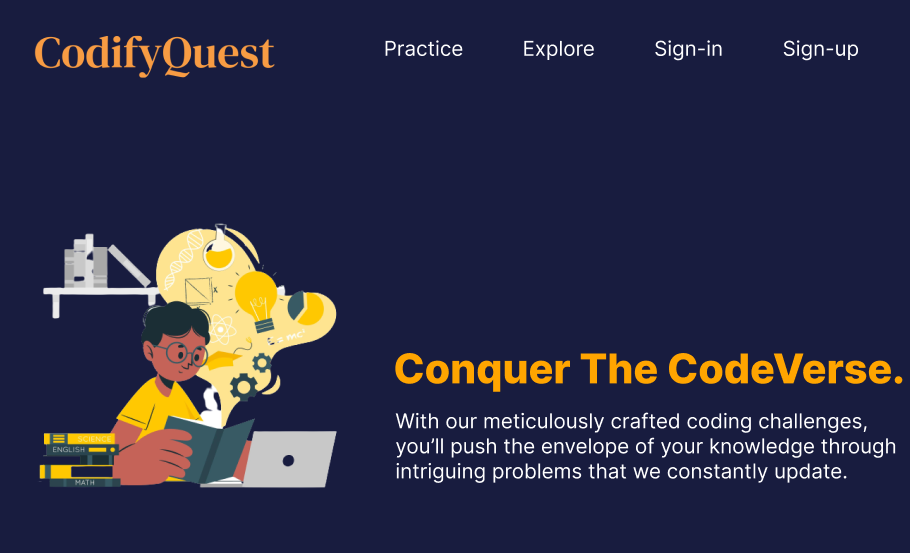 CodifyQuest
Practice Explore Sign-in Sign-up
x
E = mc²
Conquer The CodeVerse.
With our meticulously crafted coding challenges,
you’ll push the envelope of your knowledge through
intriguing problems that we constantly update.
SCIENCE
ENGLISH
MATH